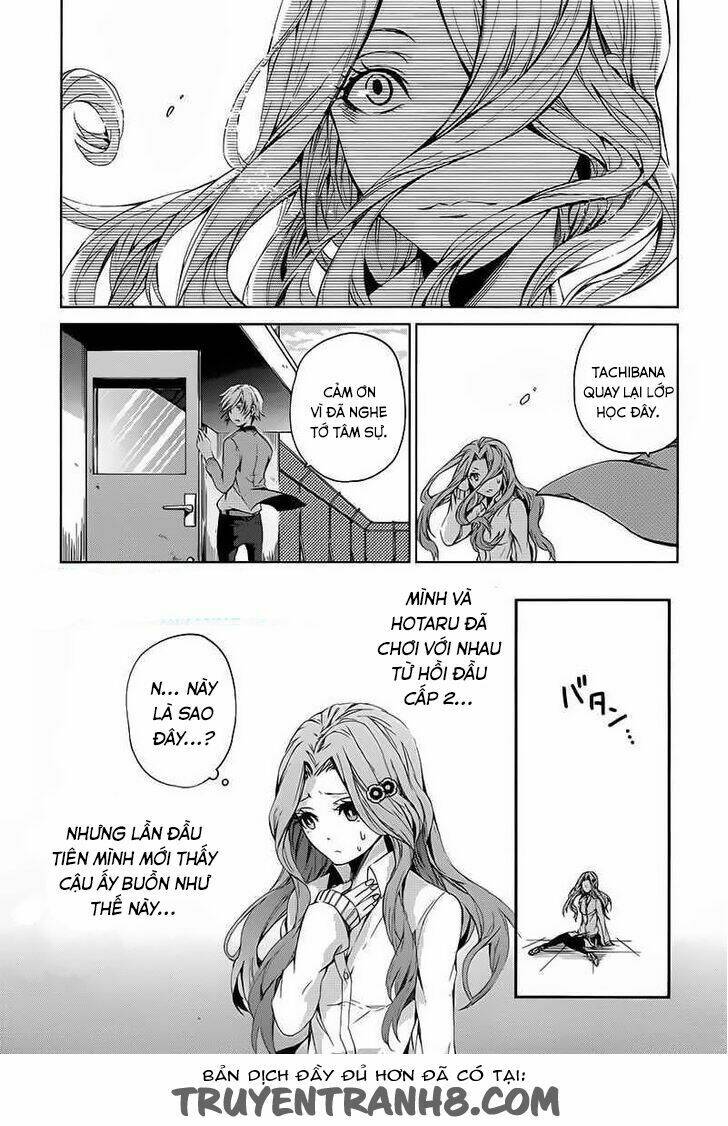 TACHIBANA
QUAY LẠI LỚP
HỌC ĐÂY.
CẢM ƠN
VÌ ĐÃ NGHE
TỚ TÂM SỰ.
バタン...
MÌNH VÀ
HOTARU ĐÃ
CHƠI VỚI NHAU
TỪ HỒI ĐẦU
CẤP 2...
N... NÀY
LÀ SAO
ĐÂY...?
NHƯNG LẦN ĐẦU
TIÊN MÌNH MỚI THẤY
CẬU ẤY BUỒN NHƯ
THẾ NÀY...
BẢN DỊCH ĐẦY ĐỦ HƠN ĐÃ CÓ TẠI:
TRUYENTRANH8.COM